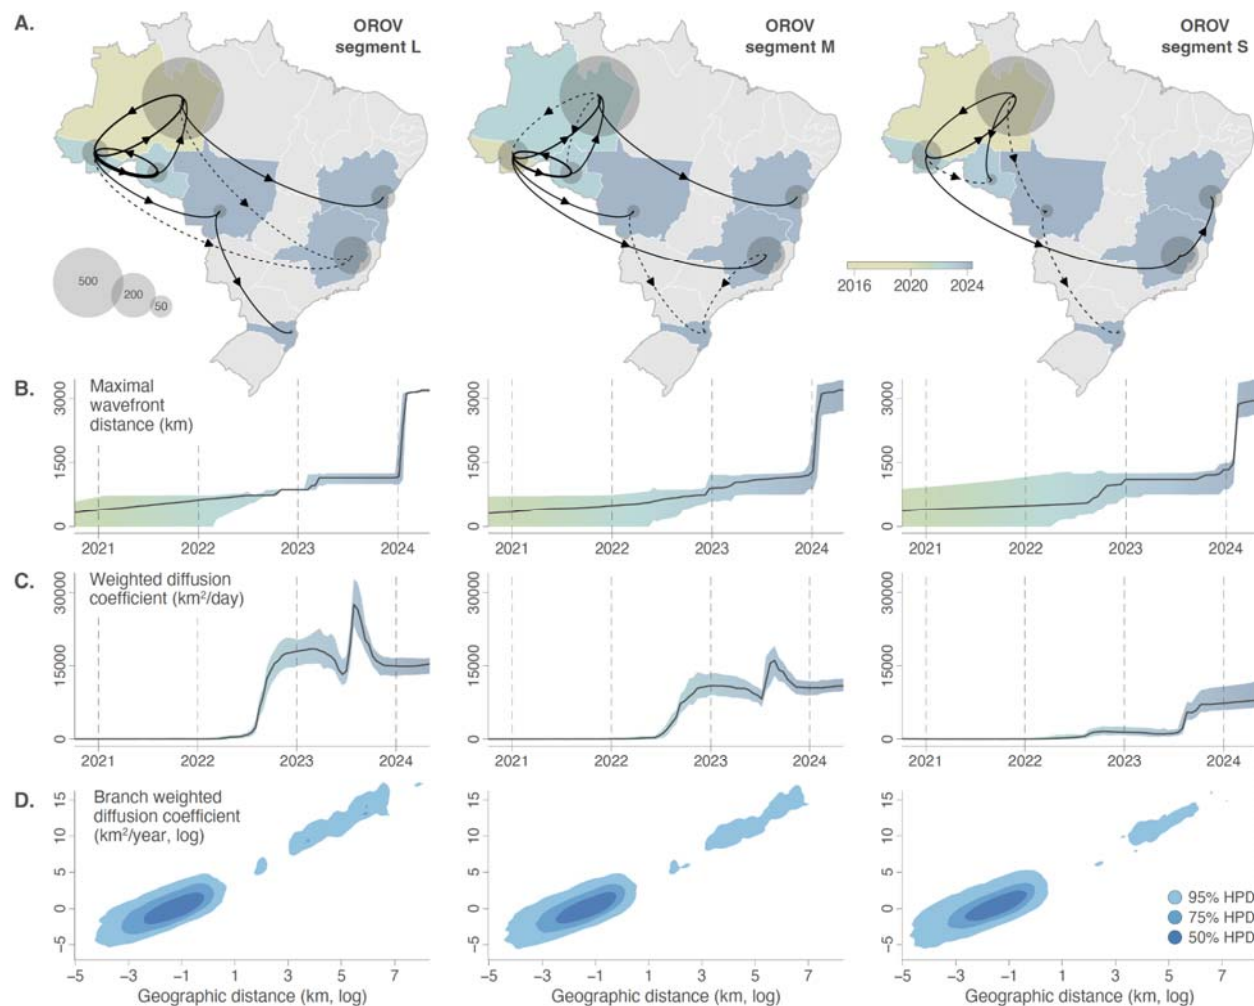 A.
OROV
segment L
OROV
segment M
OROV
segment S
500
200
50
2016
2020
2024
B.
Maximal
wavefront
distance (km)
3000
1500
0
2021
2022
2023
2024
3000
1500
0
2021
2022
2023
2024
3000
1500
0
2021
2022
2023
2024
C.
Weighted diffusion
coefficient (km²/day)
30000
15000
0
2021
2022
2023
2024
30000
15000
0
2021
2022
2023
2024
30000
15000
0
2021
2022
2023
2024
D.
Branch weighted
diffusion coefficient
(km²/year, log)
15
10
5
0
−5
15
10
5
0
−5
15
10
5
0
−5
95% HPD
75% HPD
50% HPD
−5 −3 −1 1 3 5 7
−5 −3 −1 1 3 5 7
−5 −3 −1 1 3 5 7
Geographic distance (km, log)
Geographic distance (km, log)
Geographic distance (km, log)